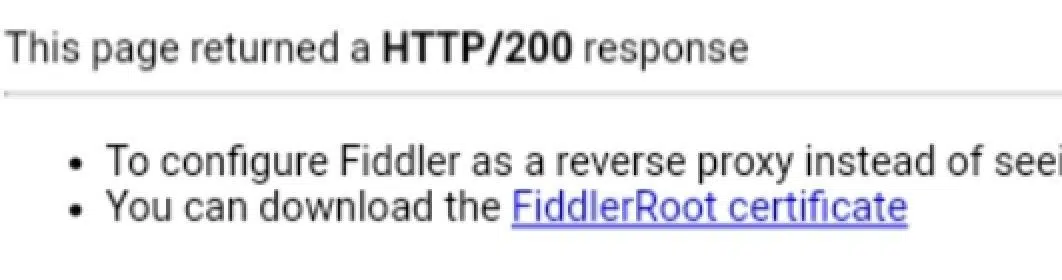 This page returned a HTTP/200 response
• To configure Fiddler as a reverse proxy instead of
• You can download the FiddlerRoot certificate